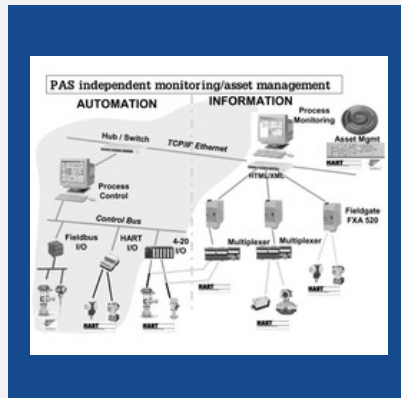 PAS independent monitoring/asset management
AUTOMATION
INFORMATION
Process
Monitoring
Hub / Switch
TCP/IP Ethernet
Asset Mgmt
HART
HTML/XML
Process
Control
Control Bus
Fieldgate
FXA 520
Fieldbus
I/O
HART
I/O
4-20
I/O
Multiplexer
Multiplexer
HART
HART
HART
HART
HART